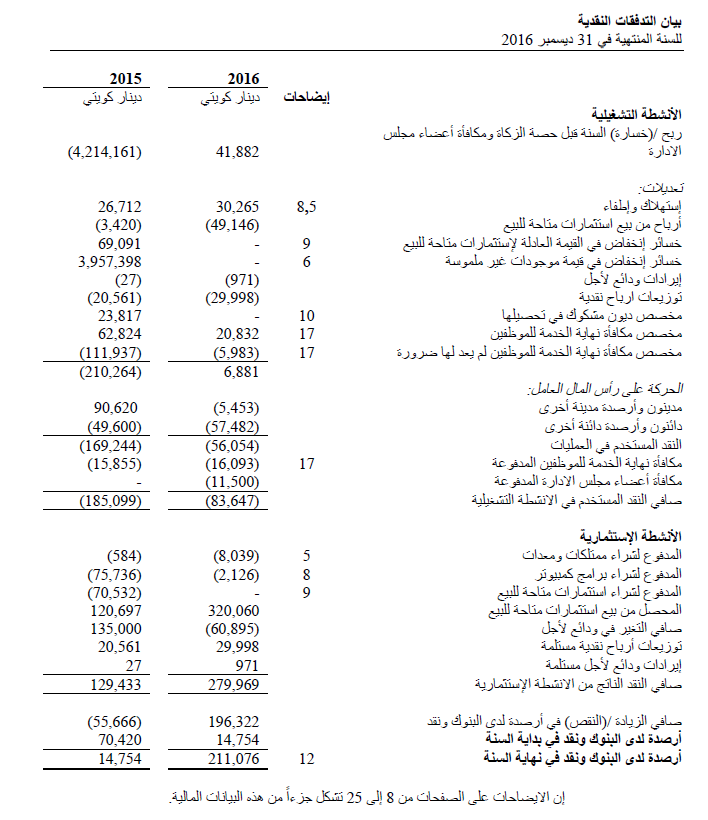 بيان التدفقات النقدية
للسنة المنتهية في 31 ديسمبر 2016
2016 2015
إيضاحات دينار كويتي دينار كويتي
الأنشطة التشغيلية
ربح /(خسارة) السنة قبل حصة الزكاة ومكافأة أعضاء مجلس
الادارة 41,882 (4,214,161)
تعديلات:
إستهلاك وإطفاء 8,5 30,265 26,712
أرباح من بيع استثمارات متاحة للبيع (49,146) (3,420)
خسائر إنخفاض في القيمة العادلة لإستثمارات متاحة للبيع 9 - 69,091
خسائر إنخفاض في قيمة موجودات غير ملموسة 6 - 3,957,398
إيرادات ودائع لأجل (971) (27)
توزيعات ارباح نقدية (29,998) (20,561)
مخصص ديون مشكوك في تحصيلها 10 - 23,817
مخصص مكافأة نهاية الخدمة للموظفين 17 20,832 62,824
مخصص مكافأة نهاية الخدمة للموظفين لم يعد لها ضرورة 17 (5,983) (111,937)
6,881 (210,264)
الحركة على رأس المال العامل:
مدينون وأرصدة مدينة أخرى (5,453) 90,620
دائنون وأرصدة دائنة أخرى (57,482) (49,600)
النقد المستخدم في العمليات (56,054) (169,244)
مكافأة نهاية الخدمة للموظفين المدفوعة 17 (16,093) (15,855)
مكافأة أعضاء مجلس الادارة المدفوعة (11,500) -
صافي النقد المستخدم في الانشطة التشغيلية (83,647) (185,099)
الأنشطة الإستثمارية
المدفوع لشراء ممتلكات ومعدات 5 (8,039) (584)
المدفوع لشراء برامج كمبيوتر 8 (2,126) (75,736)
المدفوع لشراء استثمارات متاحة للبيع 9 - (70,532)
المحصل من بيع استثمارات متاحة للبيع 320,060 120,697
صافي التغير في ودائع لأجل (60,895) 135,000
توزيعات أرباح نقدية مستلمة 29,998 20,561
إيرادات ودائع لأجل مستلمة 971 27
صافي النقد الناتج من الانشطة الإستثمارية 279,969 129,433
صافي الزيادة /(النقص) في أرصدة لدى البنوك ونقد 196,322 (55,666)
أرصدة لدى البنوك ونقد في بداية السنة 14,754 70,420
أرصدة لدى البنوك ونقد في نهاية السنة 12 211,076 14,754
إن الايضاحات على الصفحات من 8 إلى 25 تشكل جزءاً من هذه البيانات المالية.